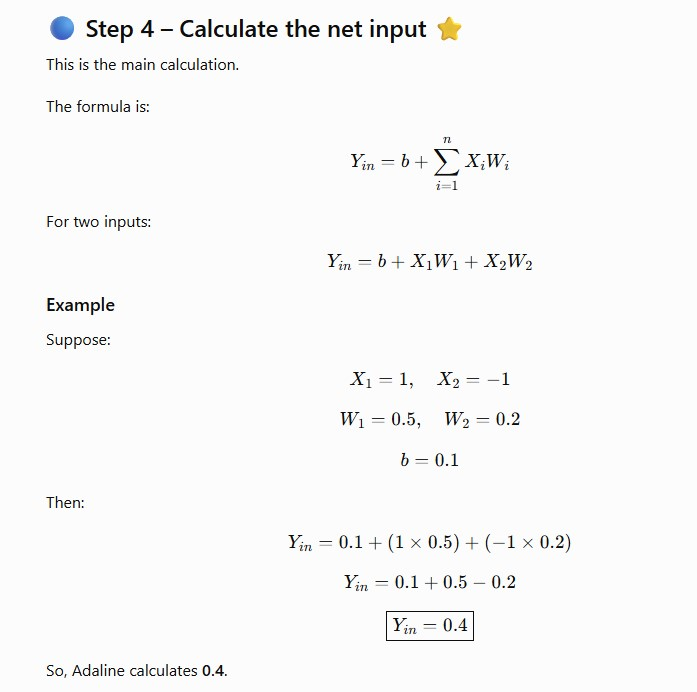 Step 4 – Calculate the net input
This is the main calculation.
The formula is:
$Y_{in} = b + \sum_{i=1}^{n} X_i W_i$
For two inputs:
$Y_{in} = b + X_1 W_1 + X_2 W_2$
Example
Suppose:
$X_1 = 1, \quad X_2 = -1$
$W_1 = 0.5, \quad W_2 = 0.2$
$b = 0.1$
Then:
$Y_{in} = 0.1 + (1 \times 0.5) + (-1 \times 0.2)$
$Y_{in} = 0.1 + 0.5 - 0.2$
$\boxed{Y_{in} = 0.4}$
So, Adaline calculates 0.4.